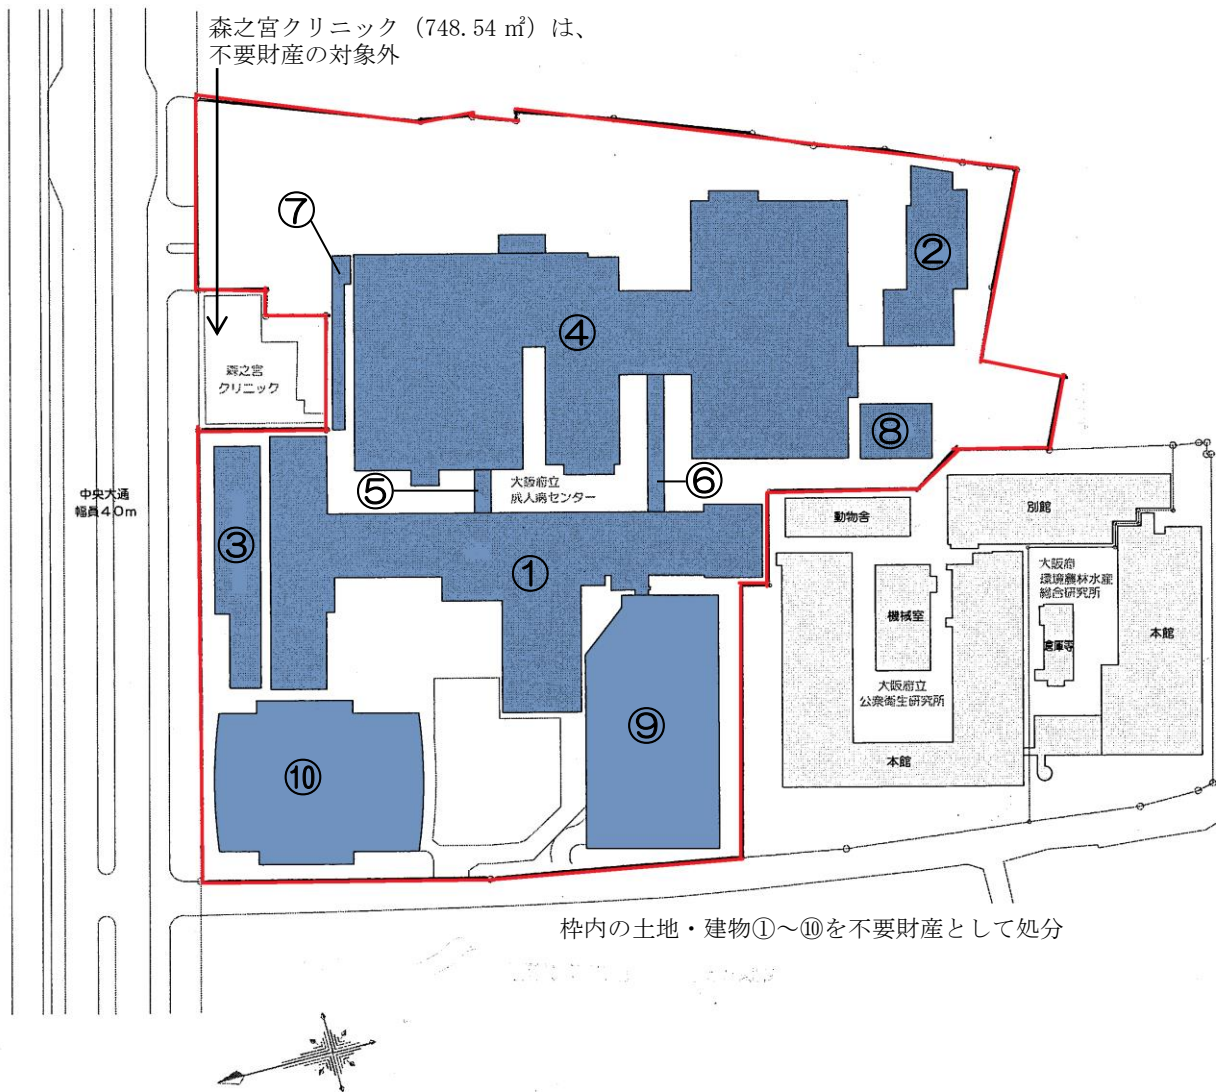 森之宮クリニック（748.54 ㎡）は、
不要財産の対象外
⑦
②
④
森之宮
クリニック
⑧
⑤
大阪府立
成人病センター
⑥
中央大通
幅員40m
動物舎
別館
③
①
大阪府
環境農林水産
総合研究所
機械室
倉庫等
本館
大阪府立
公衆衛生研究所
⑨
本館
⑩
枠内の土地・建物①～⑩を不要財産として処分